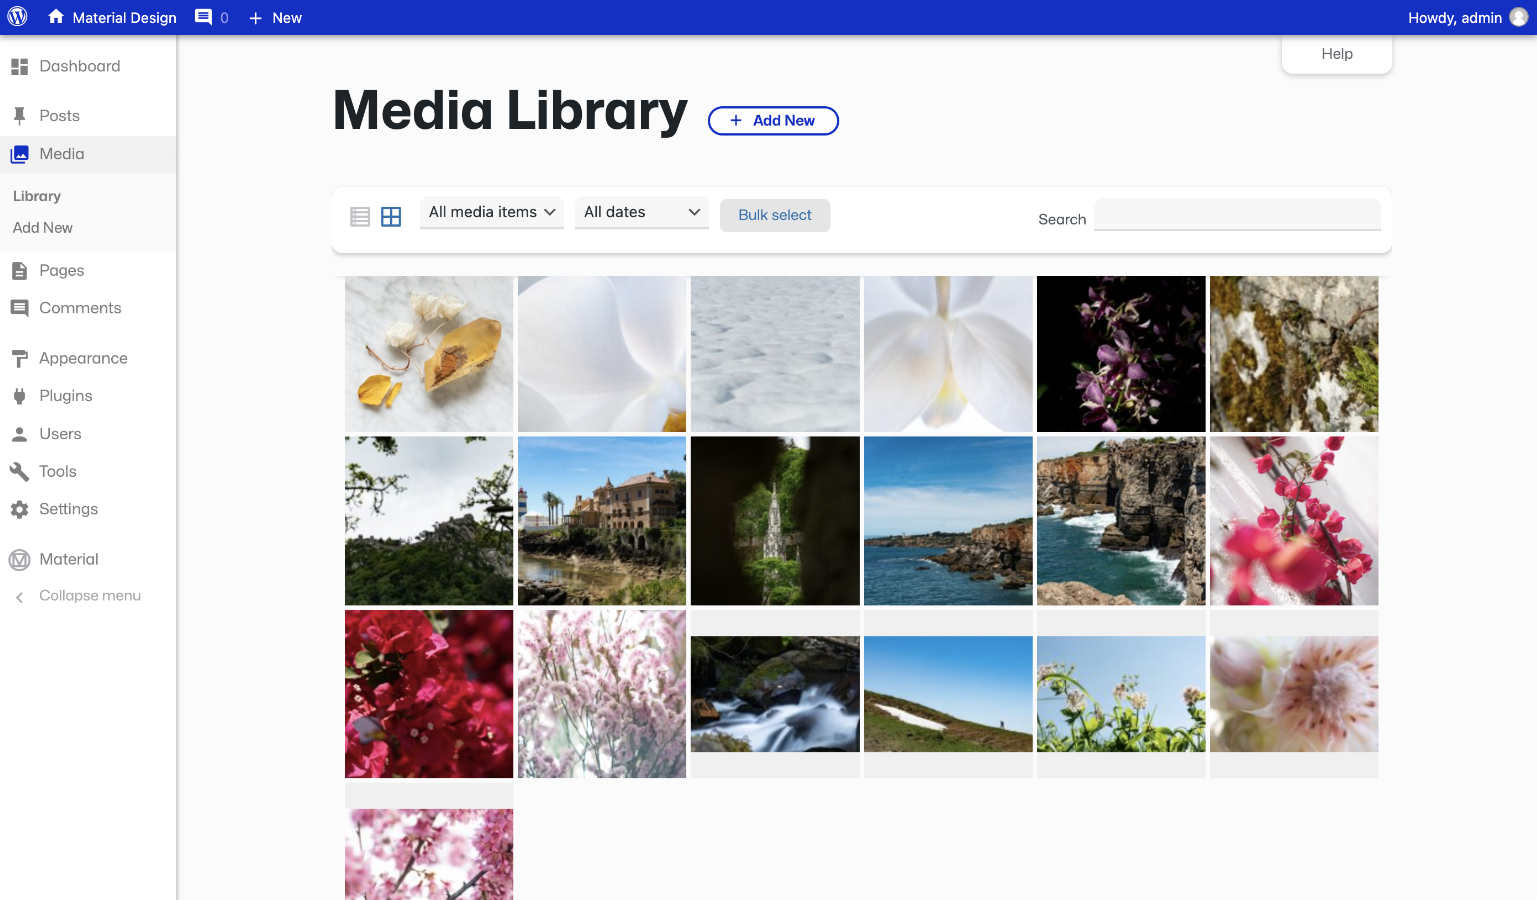 Material Design 0 New Howdy, admin
Help
Dashboard
Posts
Media
Library
Add New
Pages
Comments
Appearance
Plugins
Users
Tools
Settings
Material
Collapse menu
Media Library Add New
All media items All dates Bulk select Search